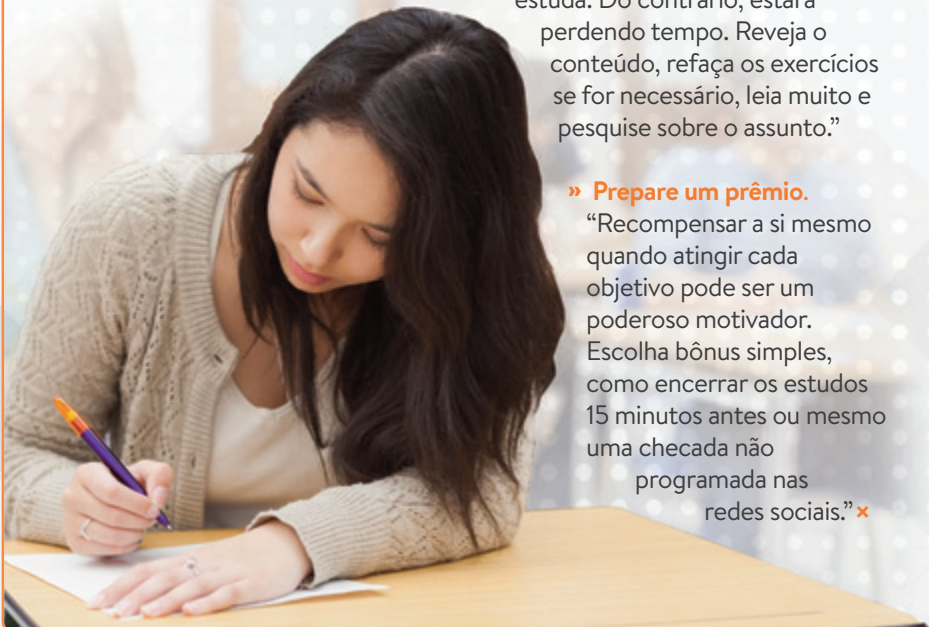 estuda. Do contrário, estará
perdendo tempo. Reveja o
conteúdo, refaça os exercícios
se for necessário, leia muito e
pesquise sobre o assunto.”
» Prepare um prêmio.
“Recompensar a si mesmo
quando atingir cada
objetivo pode ser um
poderoso motivador.
Escolha bônus simples,
como encerrar os estudos
15 minutos antes ou mesmo
uma checada não
programada nas
redes sociais.”×